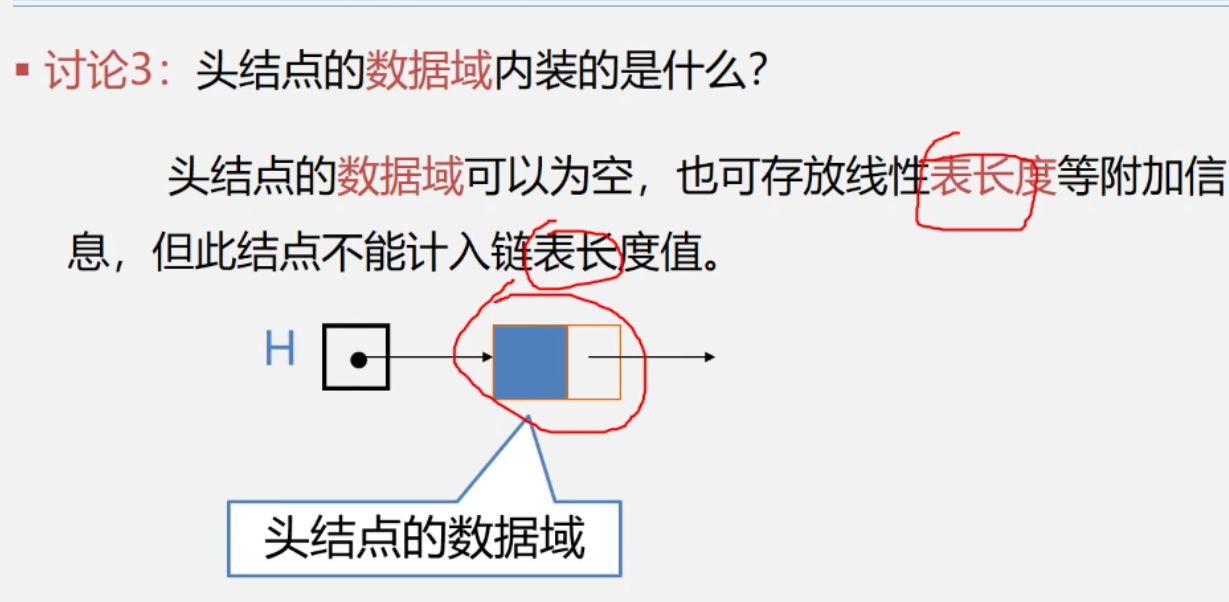 ▪ 讨论3：头结点的数据域内装的是什么？
头结点的数据域可以为空，也可存放线性表长度等附加信
息，但此结点不能计入链表长度值。
H
头结点的数据域